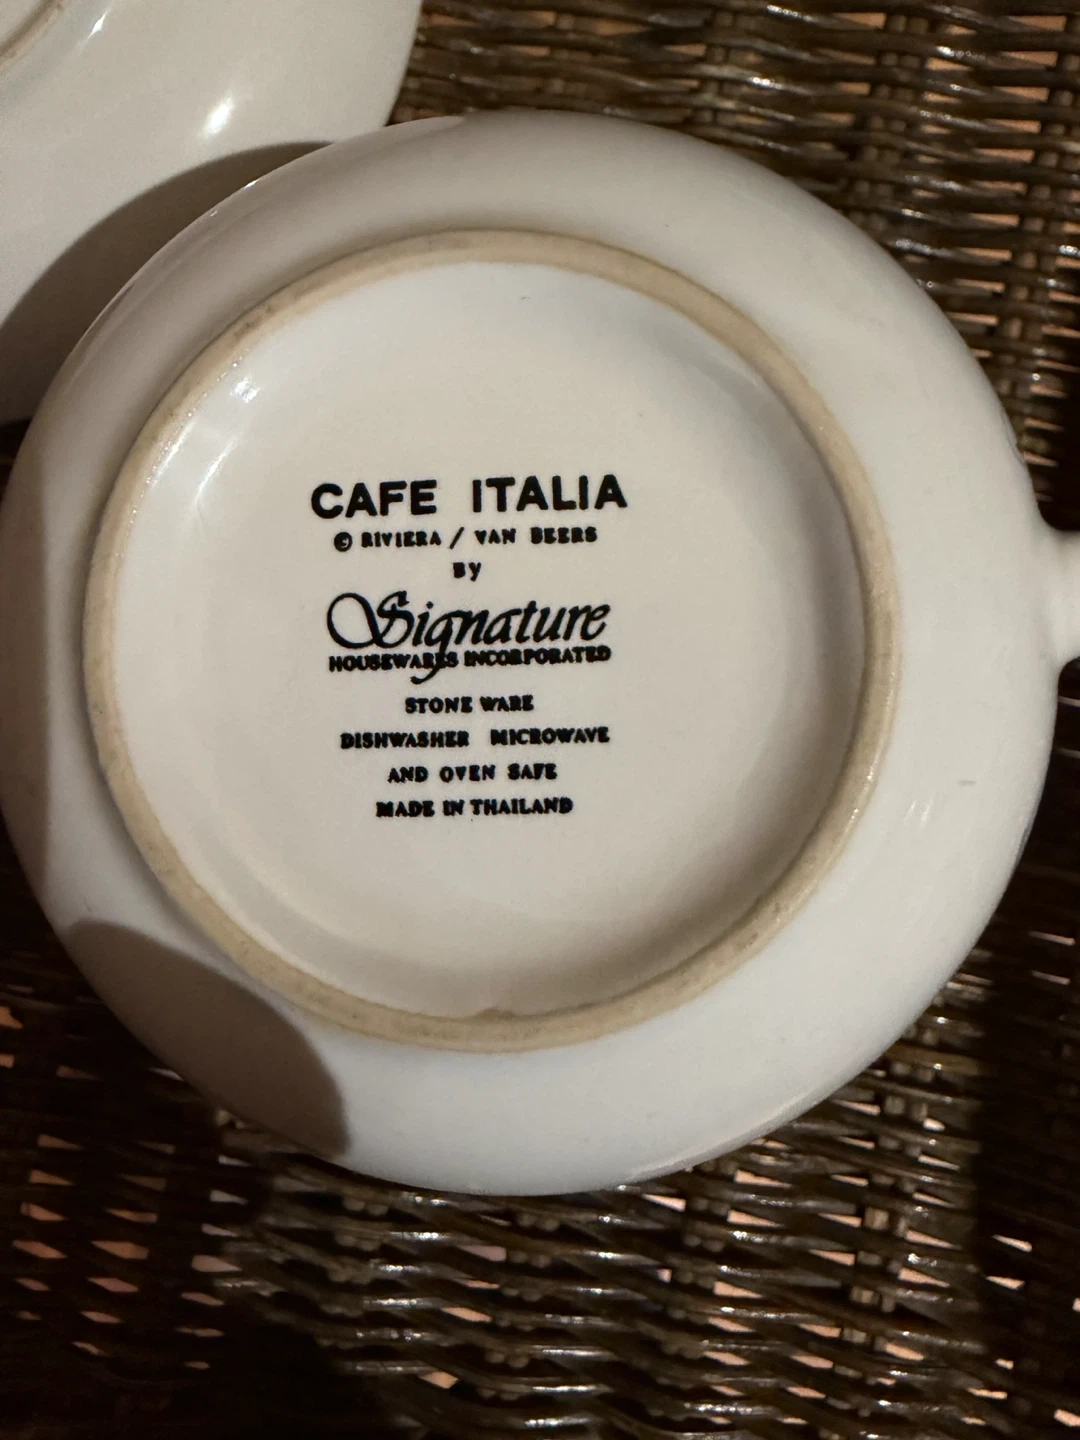 CAFE ITALIA
© RIVIERA / VAN BEERS
BY
Signature
HOUSEWARES INCORPORATED
STONE WARE
DISHWASHER MICROWAVE
AND OVEN SAFE
MADE IN THAILAND